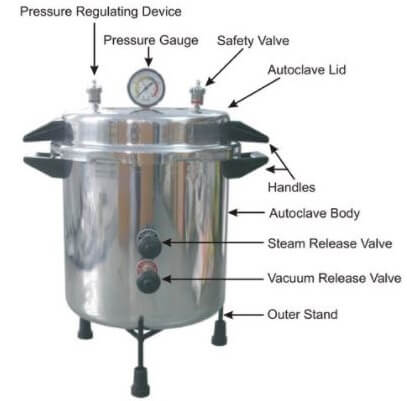 Pressure Regulating Device
Pressure Gauge
Safety Valve
Autoclave Lid
Handles
Autoclave Body
Steam Release Valve
Vacuum Release Valve
Outer Stand